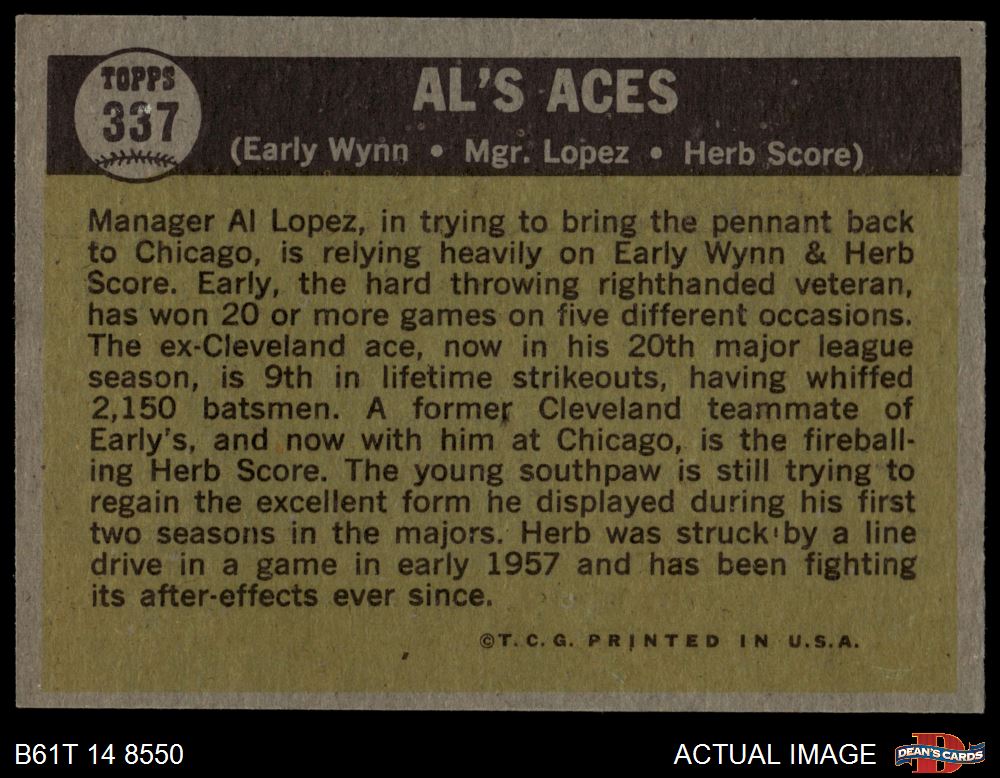 TOPPS
337
AL'S ACES
(Early Wynn • Mgr. Lopez • Herb Score)
Manager Al Lopez, in trying to bring the pennant back
to Chicago, is relying heavily on Early Wynn & Herb
Score. Early, the hard throwing righthanded veteran,
has won 20 or more games on five different occasions.
The ex-Cleveland ace, now in his 20th major league
season, is 9th in lifetime strikeouts, having whiffed
2,150 batsmen. A former Cleveland teammate of
Early's, and now with him at Chicago, is the fireball-
ing Herb Score. The young southpaw is still trying to
regain the excellent form he displayed during his first
two seasons in the majors. Herb was struck by a line
drive in a game in early 1957 and has been fighting
its after-effects ever since.
©T.C.G. PRINTED IN U.S.A.
B61T 14 8550
ACTUAL IMAGE
DEAN'S CARDS